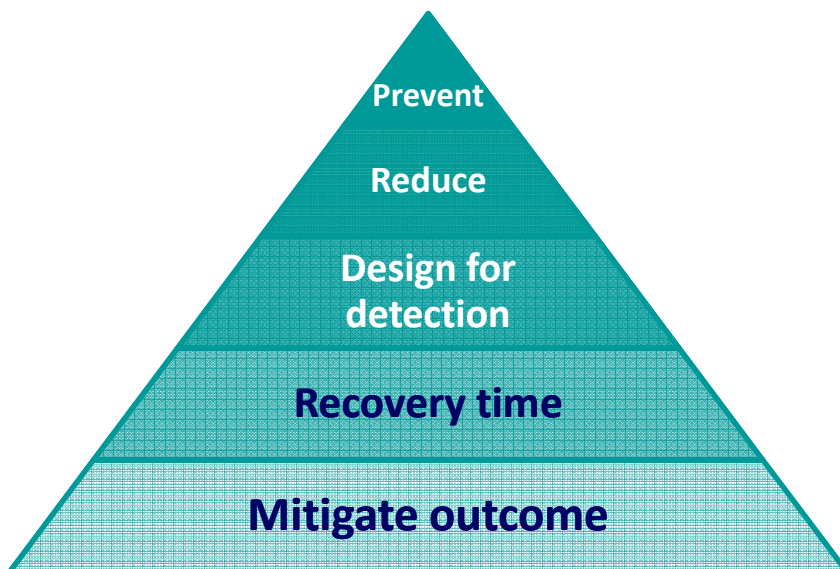 Prevent
Reduce
Design for
detection
Recovery time
Mitigate outcome